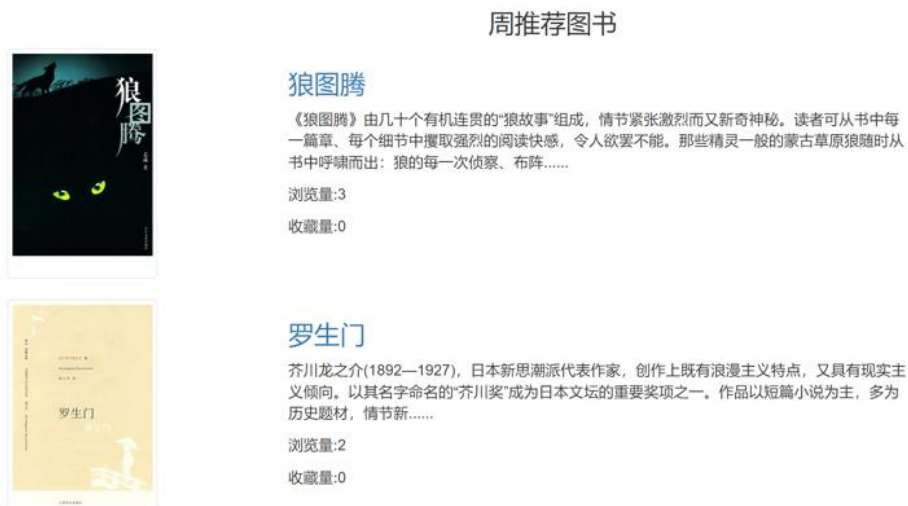 周推荐图书
狼图腾
狼图腾
《狼图腾》由几十个有机连贯的“狼故事”组成，情节紧张激烈而又新奇神秘。读者可从书中每
一篇章、每个细节中攫取强烈的阅读快感，令人欲罢不能。那些精灵一般的蒙古草原狼随时从
书中呼啸而出：狼的每一次侦察、布阵......
浏览量:3
收藏量:0
罗生门
罗生门
芥川龙之介(1892—1927)，日本新思潮派代表作家，创作上既有浪漫主义特点，又具有现实主
义倾向。以其名字命名的“芥川奖”成为日本文坛的重要奖项之一。作品以短篇小说为主，多为
历史题材，情节新......
浏览量:2
收藏量:0